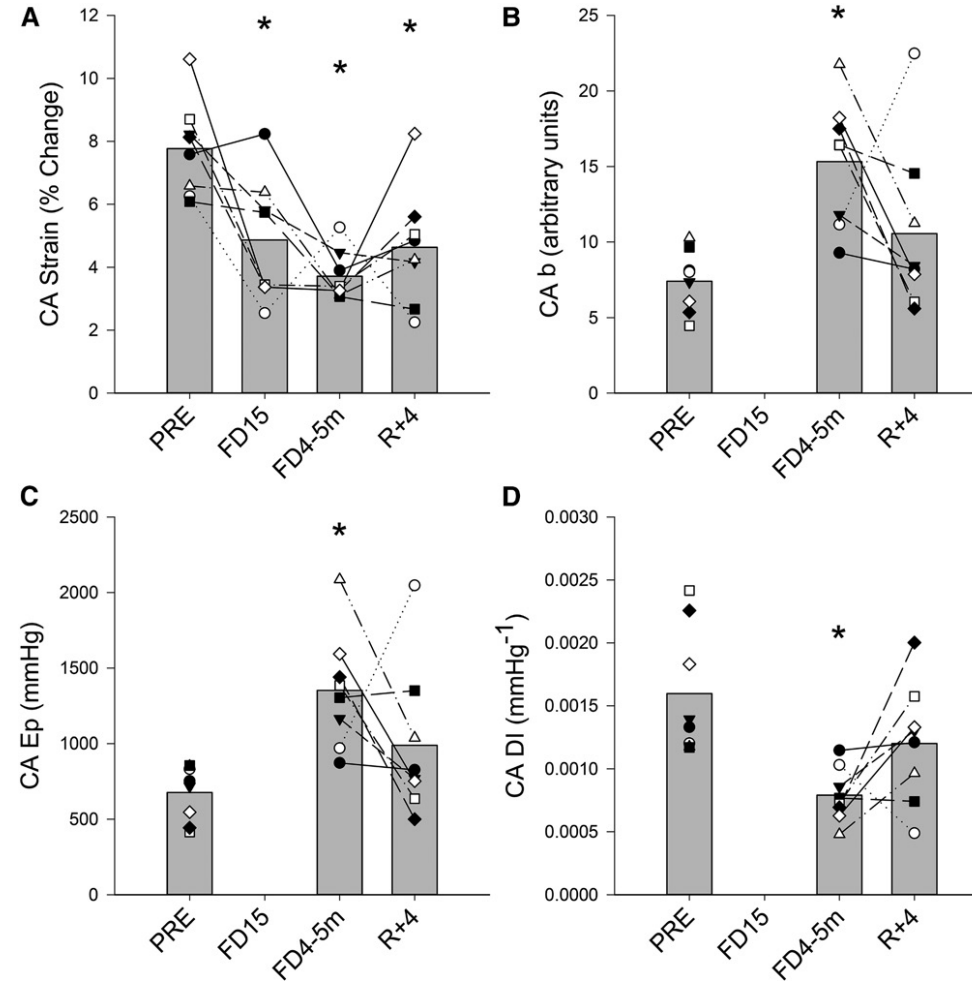 A
CA Strain (% Change)
12
10
8
6
4
2
0
*
*
*
PRE
FD15
FD4-5m
R+4
B
CA b (arbitrary units)
25
20
15
10
5
0
*
PRE
FD15
FD4-5m
R+4
C
CA Ep (mmHg)
2500
2000
1500
1000
500
0
*
PRE
FD15
FD4-5m
R+4
D
CA DI (mmHg⁻¹)
0.0030
0.0025
0.0020
0.0015
0.0010
0.0005
0.0000
*
PRE
FD15
FD4-5m
R+4